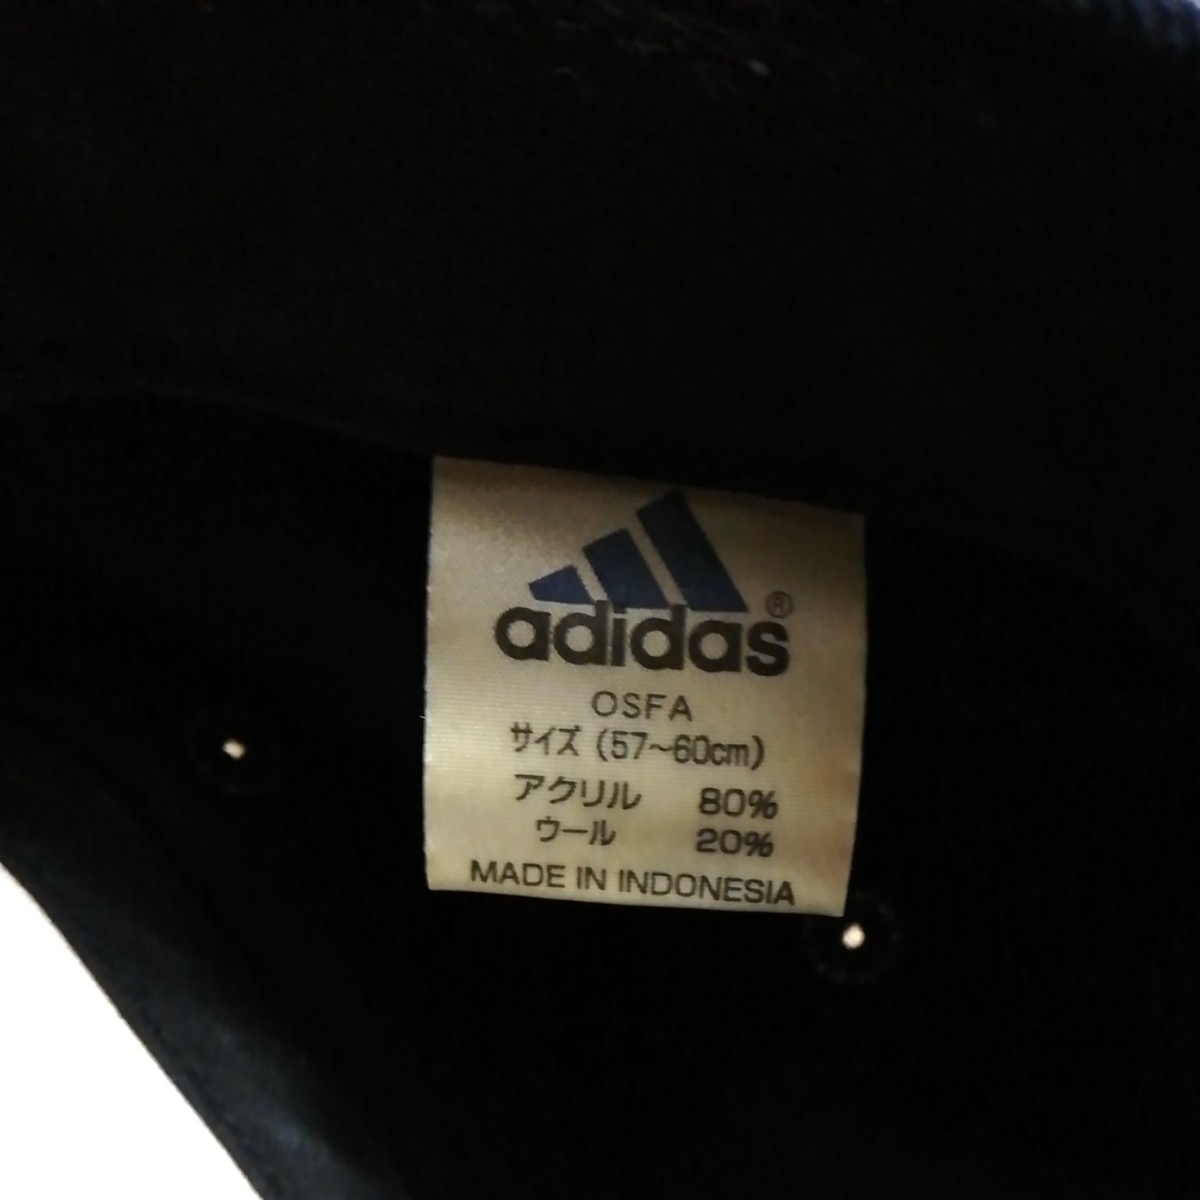 adidas®
OSFA
サイズ (57~60cm)
アクリル 80%
ウール 20%
MADE IN INDONESIA